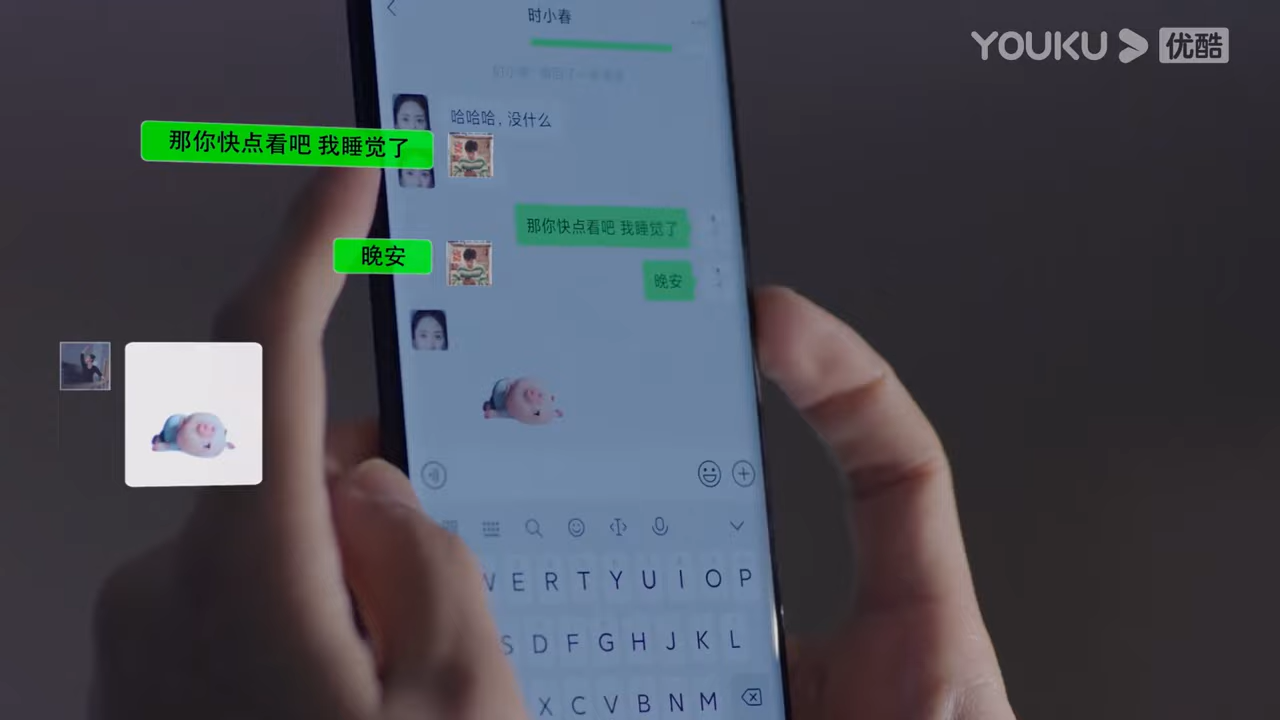 时小春
YOUKU 优酷
哈哈哈，没什么
那你快点看吧 我睡觉了
那你快点看吧 我睡觉了
晚安
晚安
W E R T Y U I O P
S D F G H J K L
X C V B N M